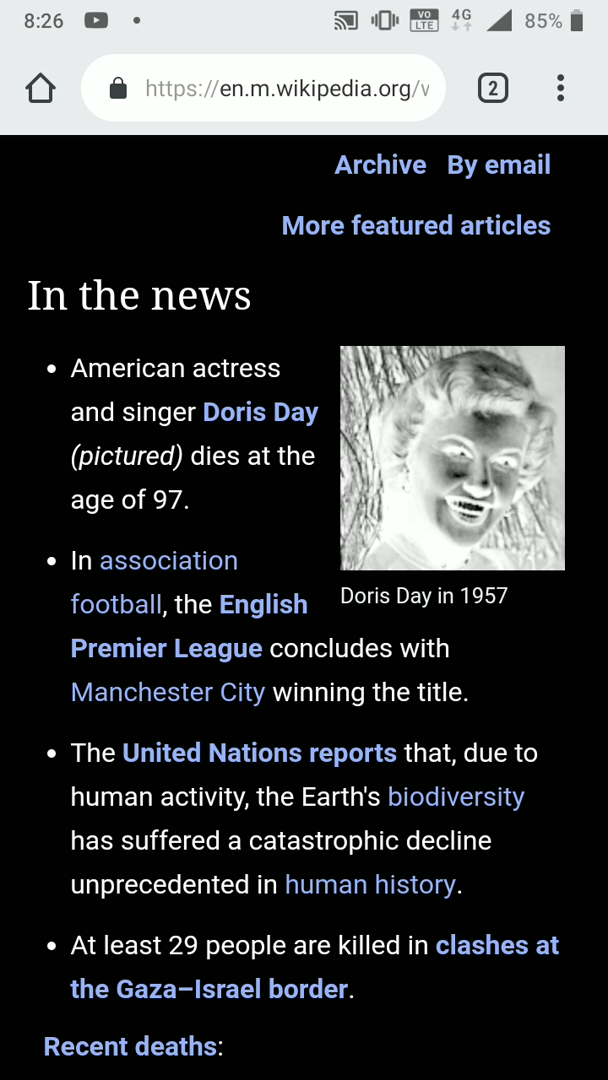 8:26 VO LTE 4G 85%
https://en.m.wikipedia.org/w 2
Archive By email
More featured articles
In the news
• American actress
and singer Doris Day
(pictured) dies at the
age of 97.
Doris Day in 1957
• In association
football, the English
Premier League concludes with
Manchester City winning the title.
• The United Nations reports that, due to
human activity, the Earth's biodiversity
has suffered a catastrophic decline
unprecedented in human history.
• At least 29 people are killed in clashes at
the Gaza–Israel border.
Recent deaths: